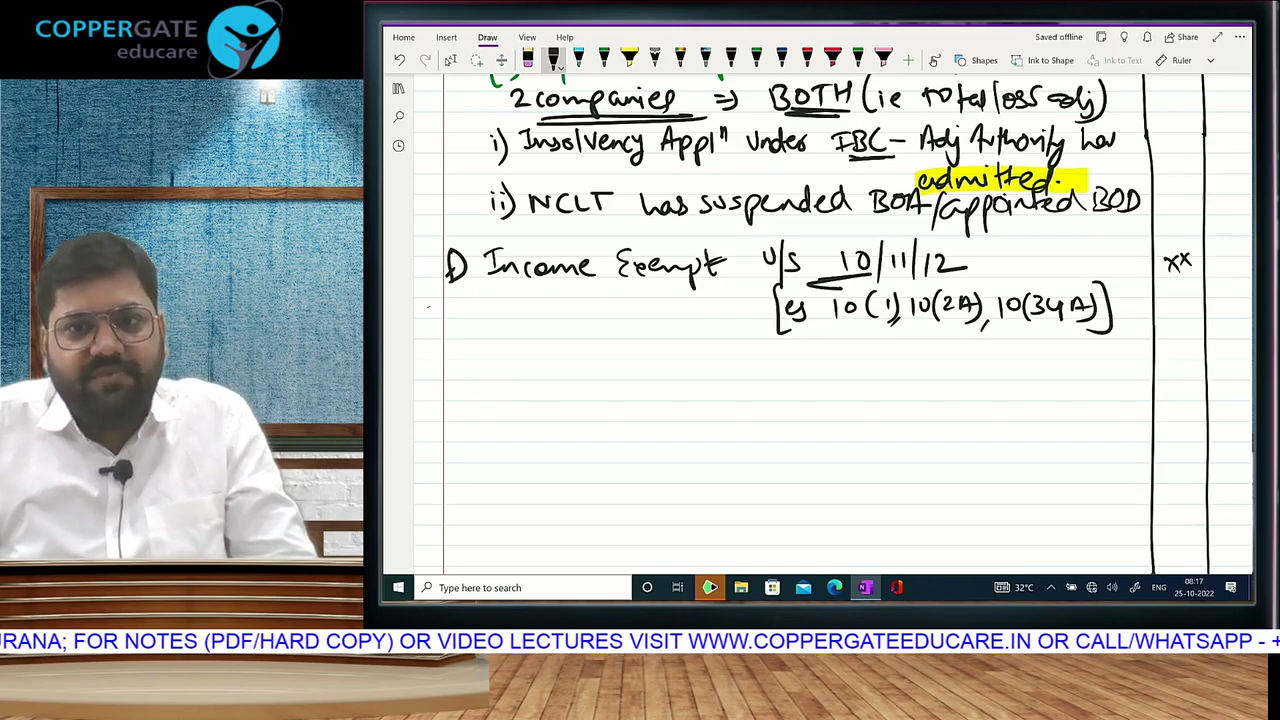 COPPERGATE
educare
Home Insert Draw View Help
Saved offline
Share
Shapes
Ink to Shape
Ink to Text
Ruler
2 companies ⇒ BOTH (ie total loss adj)
i) Insolvency Appln under IBC - Adj Authority has
admitted.
ii) NCLT has suspended BOD/appointed BOD
Income Exempt u/s 10/11/12
xx
[eg 10(1), 10(2A), 10(34A)]
Type here to search
32°C
ENG
08:17
25-10-2022
URANA; FOR NOTES (PDF/HARD COPY) OR VIDEO LECTURES VISIT WWW.COPPERGATEEDUCARE.IN OR CALL/WHATSAPP - +